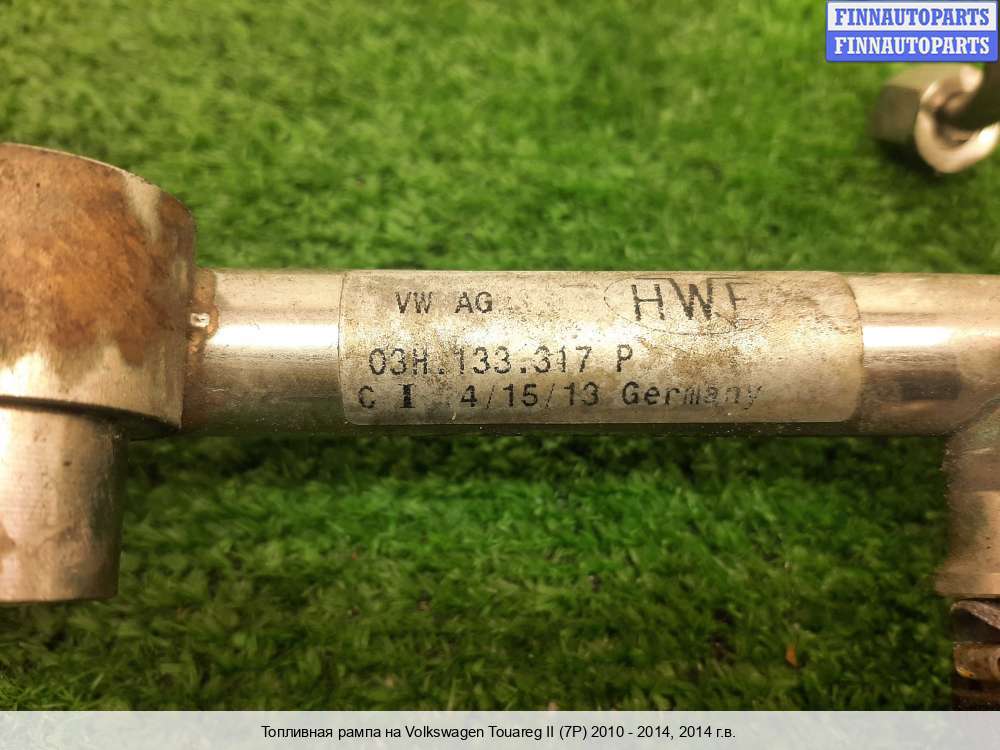 FINNAUTOPARTS
FINNAUTOPARTS
VW AG HWF
03H.133.317 P
C I 4/15/13 Germany
Топливная рампа на Volkswagen Touareg II (7P) 2010 - 2014, 2014 г.в.